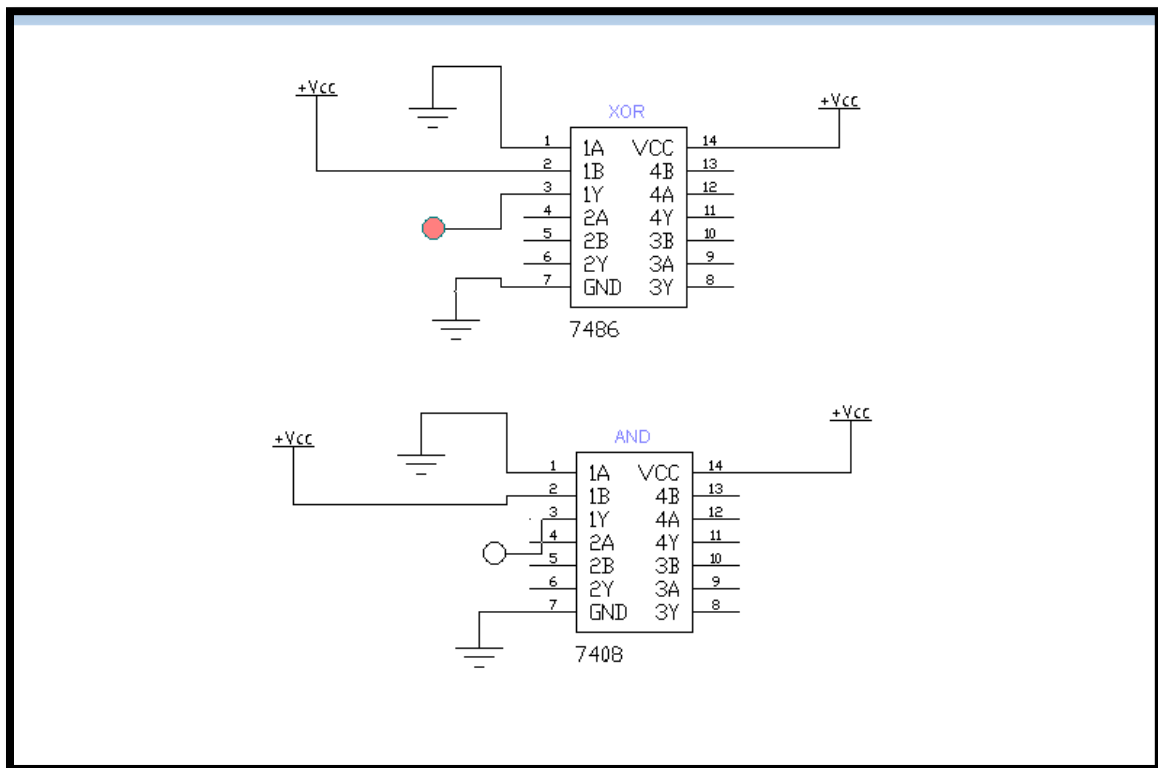 +Vcc
+Vcc
XOR
1 1A VCC 14
2 1B 4B 13
3 1Y 4A 12
4 2A 4Y 11
5 2B 3B 10
6 2Y 3A 9
7 GND 3Y 8
7486
+Vcc
+Vcc
AND
1 1A VCC 14
2 1B 4B 13
3 1Y 4A 12
4 2A 4Y 11
5 2B 3B 10
6 2Y 3A 9
7 GND 3Y 8
7408